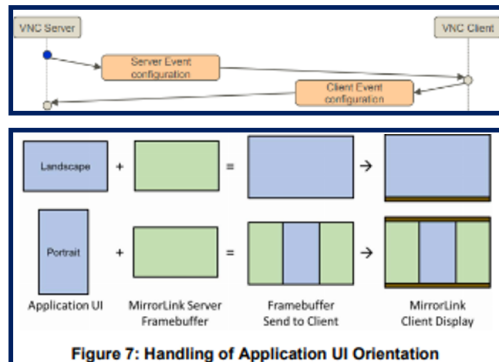 VNC Server
VNC Client
Server Event
configuration
Client Event
configuration
Landscape + = →
Portrait + = →
Application UI
MirrorLink Server
Framebuffer
Framebuffer
Send to Client
MirrorLink
Client Display
Figure 7: Handling of Application UI Orientation